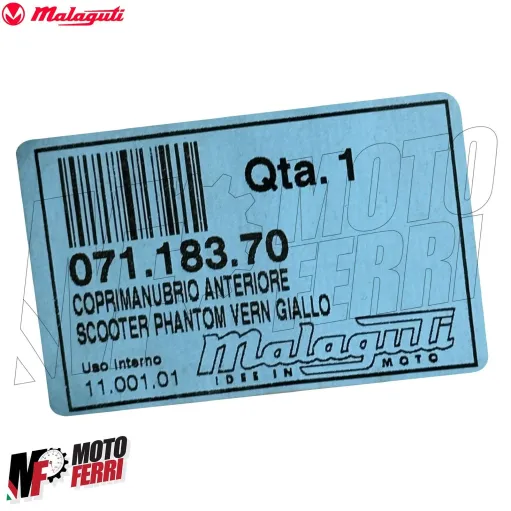 Malaguti
Qta. 1
071.183.70
COPRIMANUBRIO ANTERIORE
SCOOTER PHANTOM VERN GIALLO
Uso Interno
11.001.01
Malaguti
IDEE IN MOTO
MOTO
FERRI
MF MOTO
FERRI